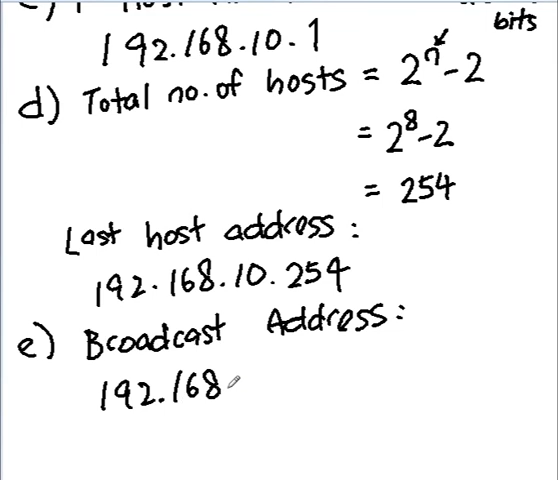 bits
192.168.10.1
d) Total no. of hosts = 2^n-2
= 2^8-2
= 254
Last host address:
192.168.10.254
e) Broadcast Address:
192.168